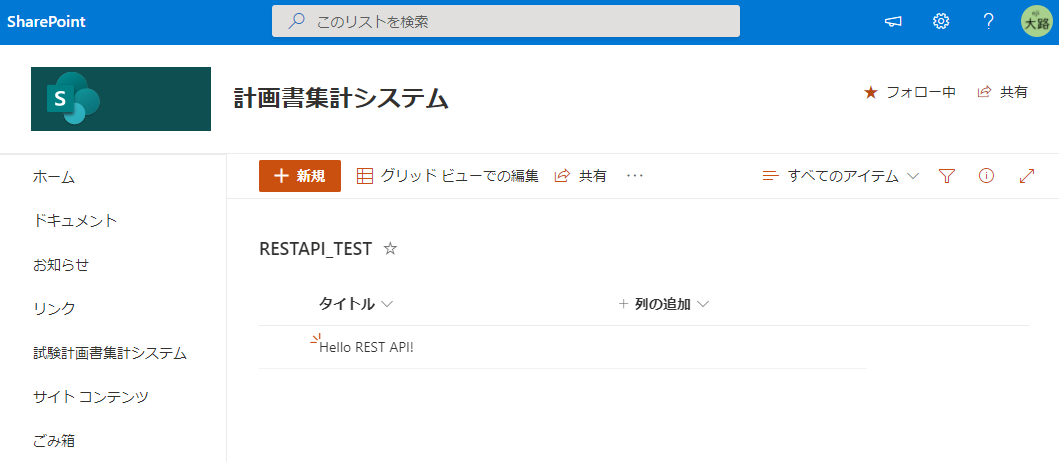 SharePoint
このリストを検索
大路
S
計画書集計システム
フォロー中
共有
ホーム
ドキュメント
お知らせ
リンク
試験計画書集計システム
サイト コンテンツ
ごみ箱
+ 新規
グリッド ビューでの編集
共有
···
すべてのアイテム
RESTAPI_TEST
タイトル
+ 列の追加
Hello REST API!